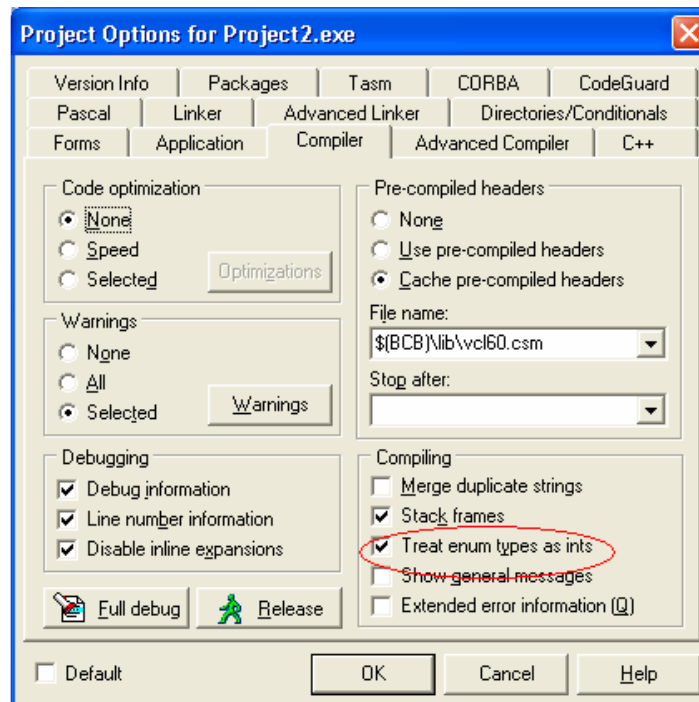 Project Options for Project2.exe
Version Info Packages Tasm CORBA CodeGuard
Pascal Linker Advanced Linker Directories/Conditionals
Forms Application Compiler Advanced Compiler C++
Code optimization
None
Speed
Selected
Optimizations
Warnings
None
All
Selected
Warnings
Debugging
Debug information
Line number information
Disable inline expansions
Full debug
Release
Pre-compiled headers
None
Use pre-compiled headers
Cache pre-compiled headers
File name:
$(BCB)\lib\vcl60.csm
Stop after:
Compiling
Merge duplicate strings
Stack frames
Treat enum types as ints
Show general messages
Extended error information (Q)
Default
OK
Cancel
Help